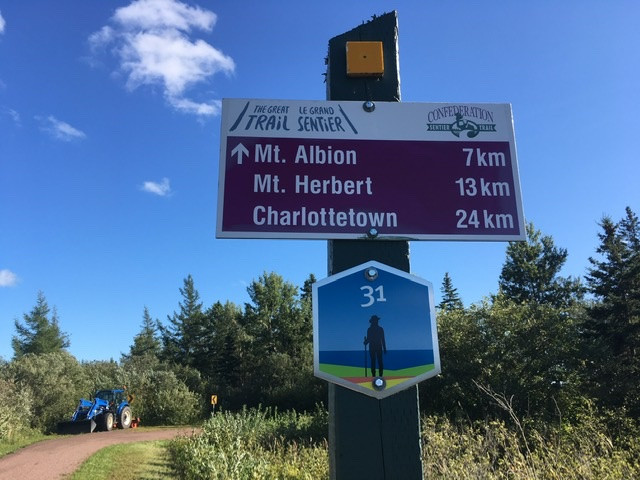 THE GREAT TRAIL
LE GRAND SENTIER
CONFEDERATION
SENTIER TRAIL
Mt. Albion 7 km
Mt. Herbert 13 km
Charlottetown 24 km
31